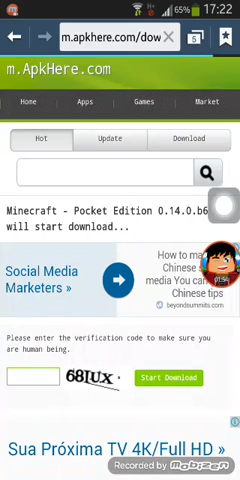 65% 17:22
m.apkhere.com/dow
5
m.ApkHere.com
Home Apps Games Market
Hot Update Download
Minecraft - Pocket Edition 0.14.0.b6
will start download...
Social Media
Marketers »
How to ma
Chinese s
media You can
Chinese tips
beyondsummits.com
Please enter the verification code to make sure you
are human being.
Start Download
Sua Próxima TV 4K/Full HD »
Recorded by mobizen